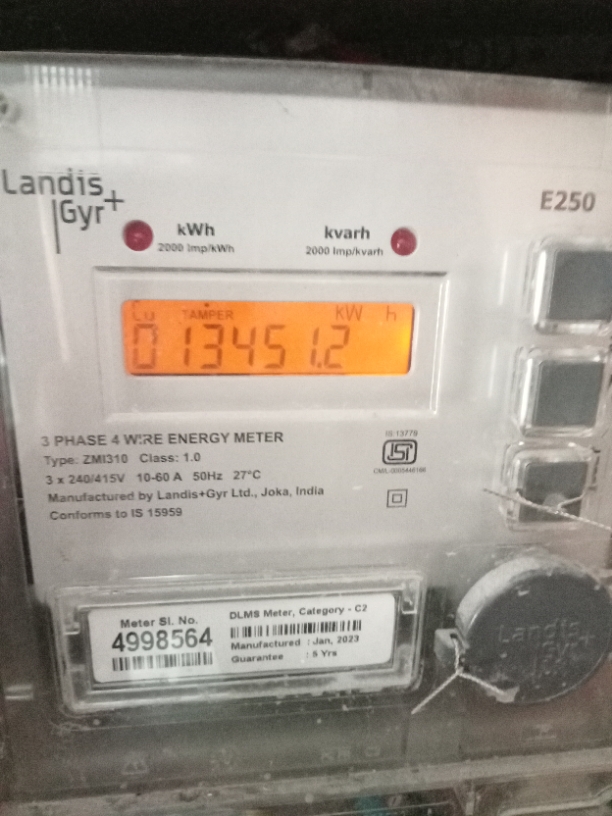 Landis
Gyr+
E250
kWh
2000 Imp/kWh
kvarh
2000 Imp/kvarh
Cu TAMPER kW h
013451.2
3 PHASE 4 WIRE ENERGY METER
Type: ZMI310 Class: 1.0
3 x 240/415V 10-60 A 50Hz 27°C
Manufactured by Landis+Gyr Ltd., Joka, India
Conforms to IS 15959
IS:13779
ISI
Meter Sl. No.
4998564
DLMS Meter, Category - C2
Manufactured : Jan, 2023
Guarantee : 5 Yrs
Landis
Gyr